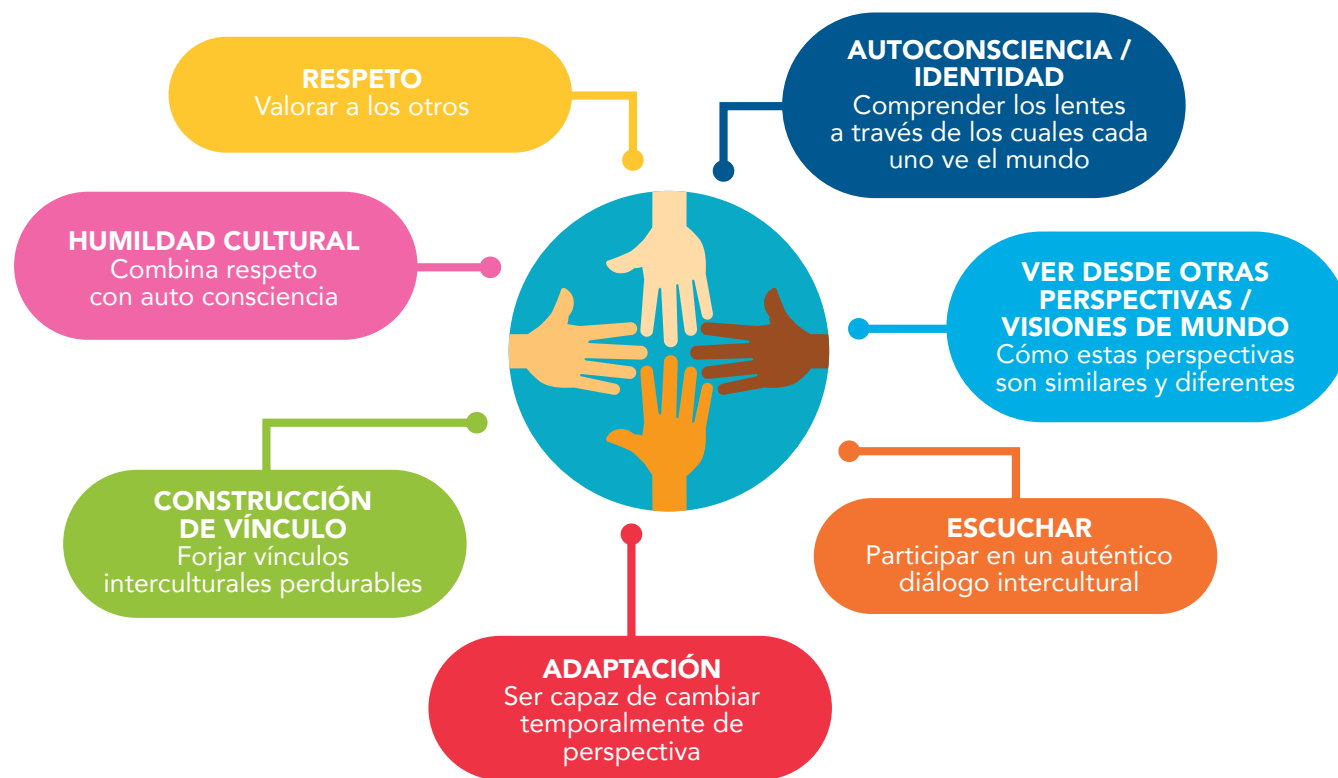 RESPETO
Valorar a los otros
AUTOCONSCIENCIA /
IDENTIDAD
Comprender los lentes
a través de los cuales cada
uno ve el mundo
HUMILDAD CULTURAL
Combina respeto
con auto consciencia
VER DESDE OTRAS
PERSPECTIVAS /
VISIONES DE MUNDO
Cómo estas perspectivas
son similares y diferentes
CONSTRUCCIÓN
DE VÍNCULO
Forjar vínculos
interculturales perdurables
ESCUCHAR
Participar en un auténtico
diálogo intercultural
ADAPTACIÓN
Ser capaz de cambiar
temporalmente de
perspectiva